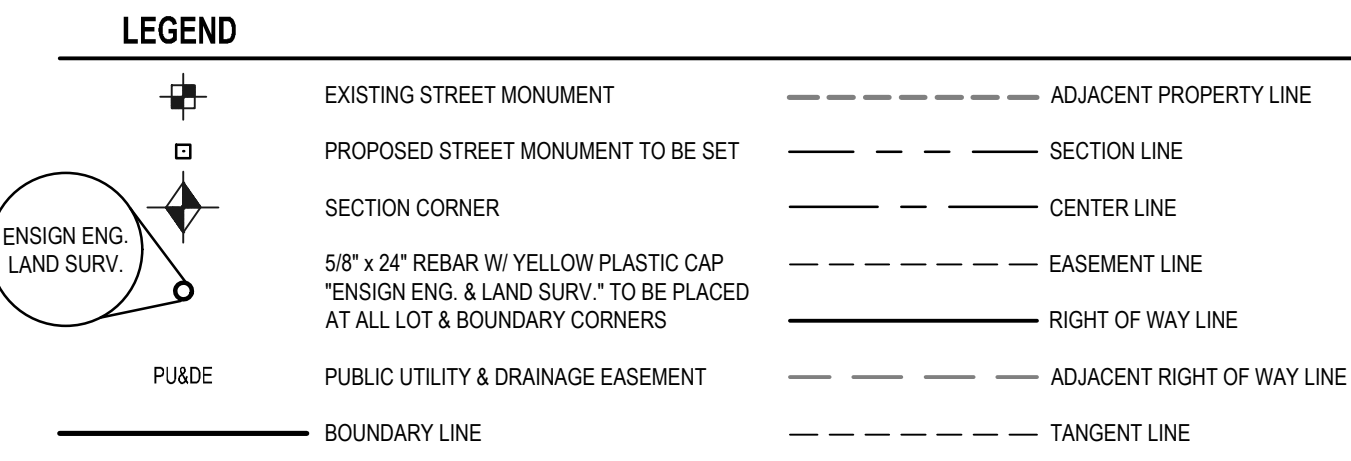 LEGEND
EXISTING STREET MONUMENT
PROPOSED STREET MONUMENT TO BE SET
SECTION CORNER
ENSIGN ENG.
LAND SURV.
5/8" x 24" REBAR W/ YELLOW PLASTIC CAP
"ENSIGN ENG. & LAND SURV." TO BE PLACED
AT ALL LOT & BOUNDARY CORNERS
PU&DE
PUBLIC UTILITY & DRAINAGE EASEMENT
BOUNDARY LINE
ADJACENT PROPERTY LINE
SECTION LINE
CENTER LINE
EASEMENT LINE
RIGHT OF WAY LINE
ADJACENT RIGHT OF WAY LINE
TANGENT LINE